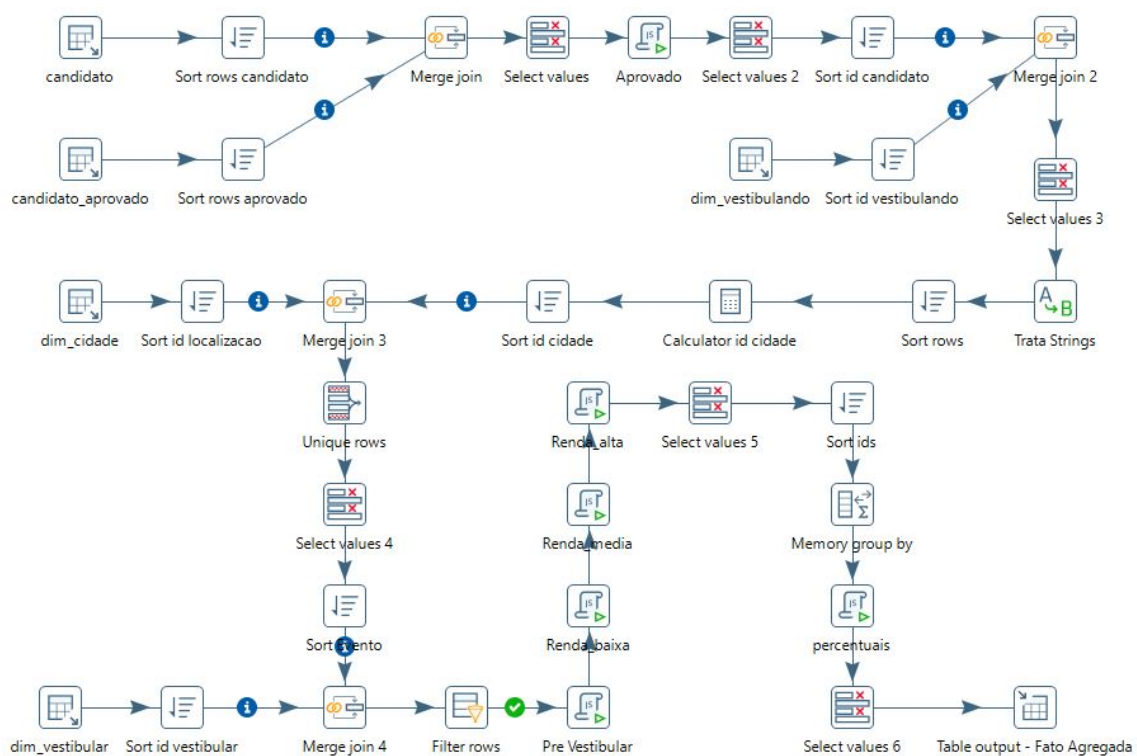 candidato
Sort rows candidato
Merge join
Select values
Aprovado
Select values 2
Sort id candidato
Merge join 2
candidato_aprovado
Sort rows aprovado
dim_vestibulando
Sort id vestibulando
Select values 3
dim_cidade
Sort id localizacao
Merge join 3
Sort id cidade
Calculator id cidade
Sort rows
Trata Strings
Unique rows
Renda_alta
Select values 5
Sort ids
Select values 4
Renda_media
Memory group by
Sort Evento
Renda_baixa
percentuais
dim_vestibular
Sort id vestibular
Merge join 4
Filter rows
Pre Vestibular
Select values 6
Table output - Fato Agregada